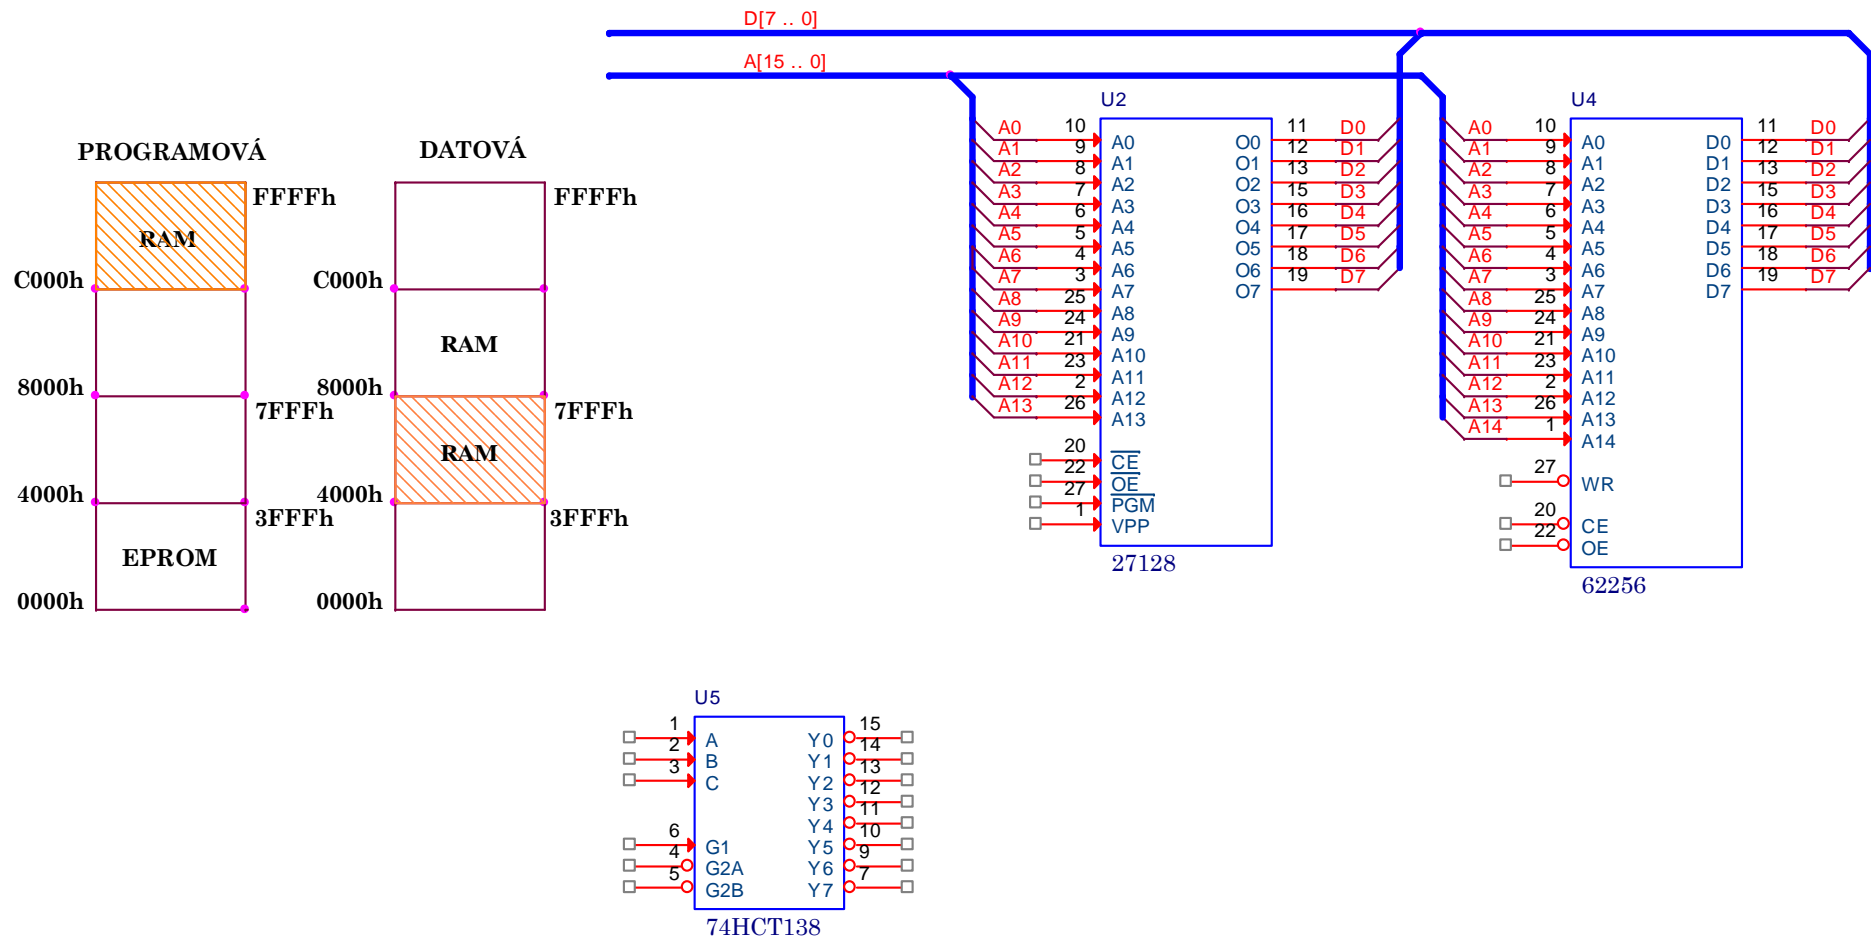 D[7 .. 0]
A[15 .. 0]
PROGRAMOVÁ
FFFFh
RAM
C000h
8000h
7FFFh
4000h
3FFFh
EPROM
0000h
DATOVÁ
FFFFh
C000h
RAM
8000h
7FFFh
RAM
4000h
3FFFh
0000h
U2
A0 10 A0 O0 11 D0
A1 9 A1 O1 12 D1
A2 8 A2 O2 13 D2
A3 7 A3 O3 15 D3
A4 6 A4 O4 16 D4
A5 5 A5 O5 17 D5
A6 4 A6 O6 18 D6
A7 3 A7 O7 19 D7
A8 25 A8
A9 24 A9
A10 21 A10
A11 23 A11
A12 2 A12
A13 26 A13
20 CE
22 OE
27 PGM
1 VPP
27128
U4
A0 10 A0 D0 11 D0
A1 9 A1 D1 12 D1
A2 8 A2 D2 13 D2
A3 7 A3 D3 15 D3
A4 6 A4 D4 16 D4
A5 5 A5 D5 17 D5
A6 4 A6 D6 18 D6
A7 3 A7 D7 19 D7
A8 25 A8
A9 24 A9
A10 21 A10
A11 23 A11
A12 2 A12
A13 26 A13
A14 1 A14
27 WR
20 CE
22 OE
62256
U5
1 A Y0 15
2 B Y1 14
3 C Y2 13
Y3 12
Y4 11
6 G1 Y5 10
4 G2A Y6 9
5 G2B Y7 7
74HCT138